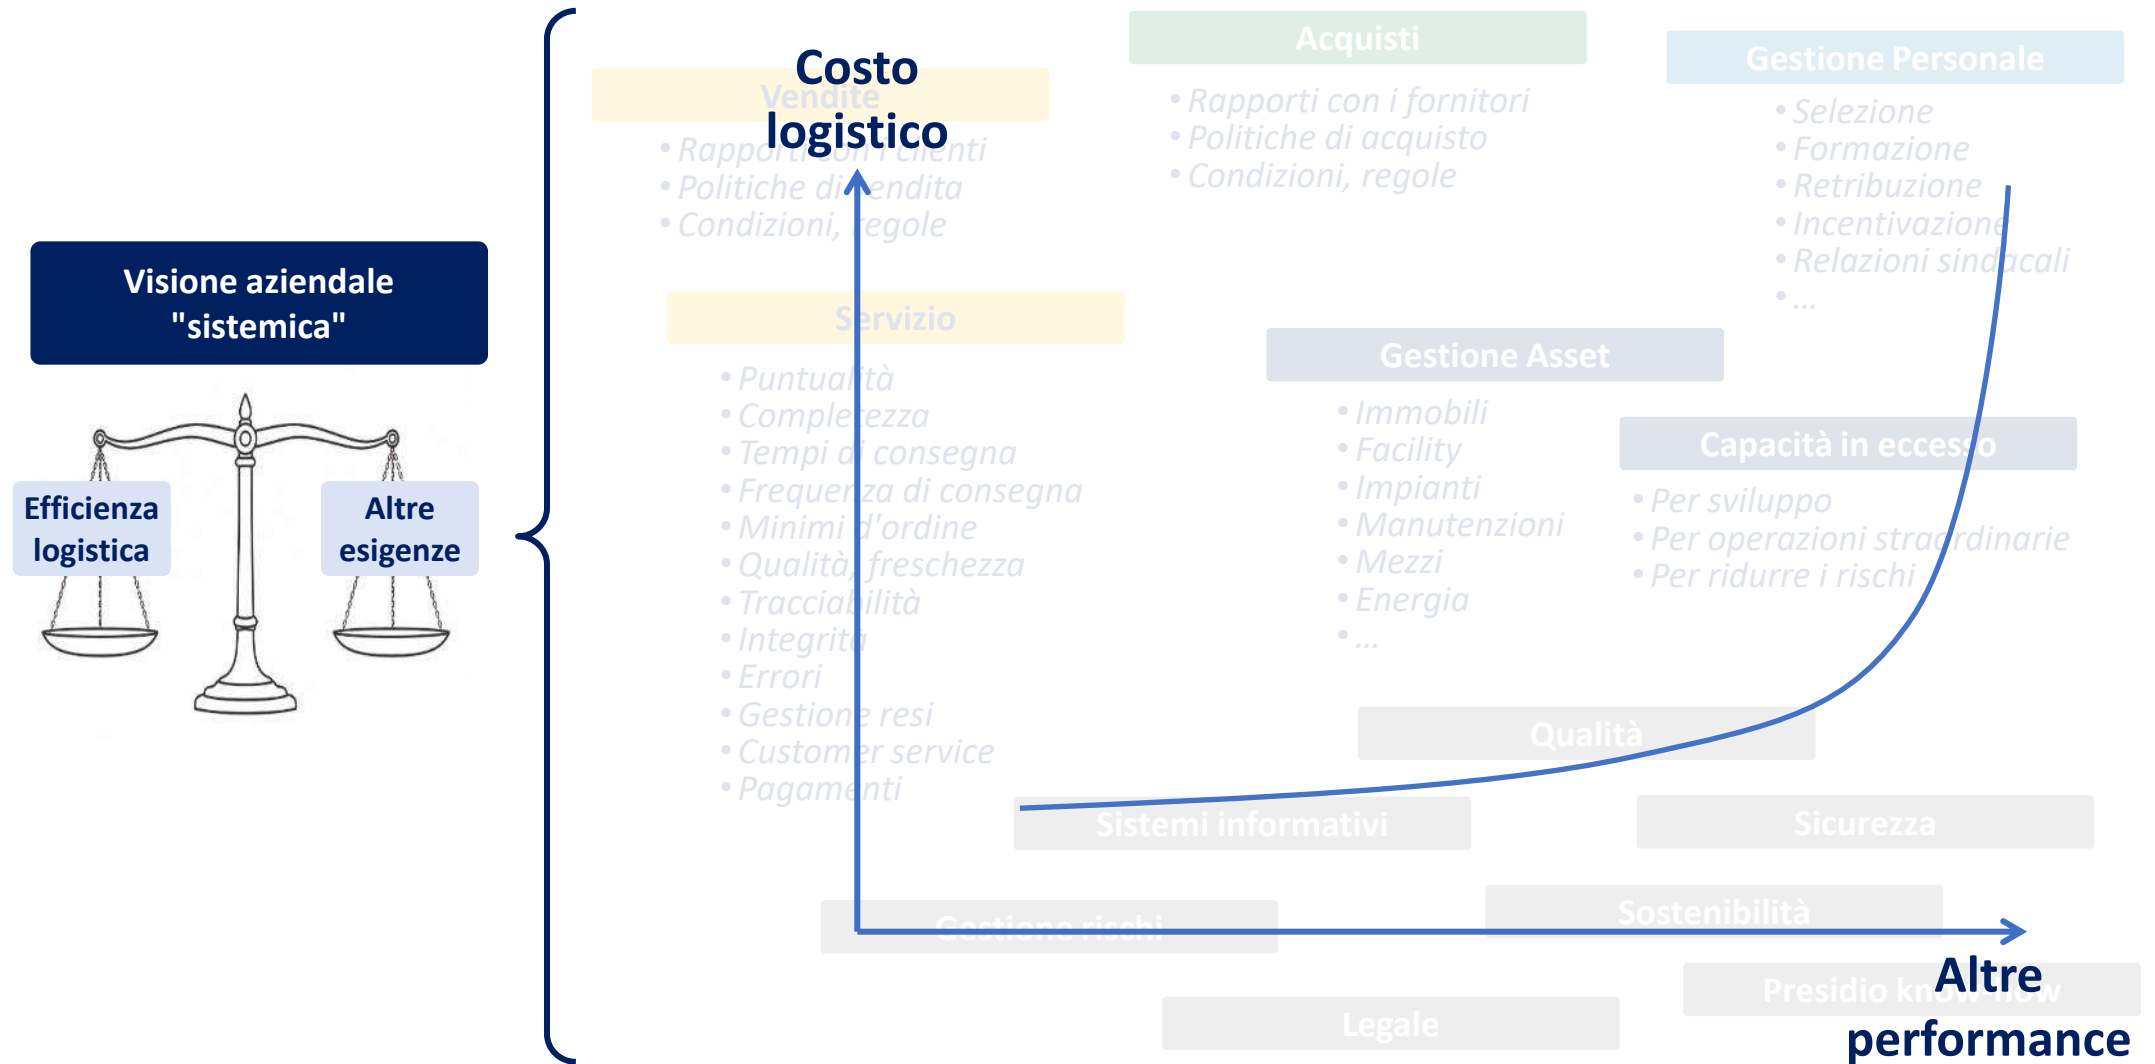 Visione aziendale
"sistemica"
Efficienza
logistica
Altre
esigenze
Costo
logistico
Vendite
• Rapporti con i clienti
• Politiche di vendita
• Condizioni, regole
Servizio
• Puntualità
• Completezza
• Tempi di consegna
• Frequenza di consegna
• Minimi d'ordine
• Qualità, freschezza
• Tracciabilità
• Integrità
• Errori
• Gestione resi
• Customer service
• Pagamenti
Acquisti
• Rapporti con i fornitori
• Politiche di acquisto
• Condizioni, regole
Gestione Personale
• Selezione
• Formazione
• Retribuzione
• Incentivazione
• Relazioni sindacali
• ...
Gestione Asset
• Immobili
• Facility
• Impianti
• Manutenzioni
• Mezzi
• Energia
• ...
Capacità in eccesso
• Per sviluppo
• Per operazioni straordinarie
• Per ridurre i rischi
Qualità
Sistemi informativi
Sicurezza
Gestione rischi
Sostenibilità
Presidio know-how
Legale
Altre
performance